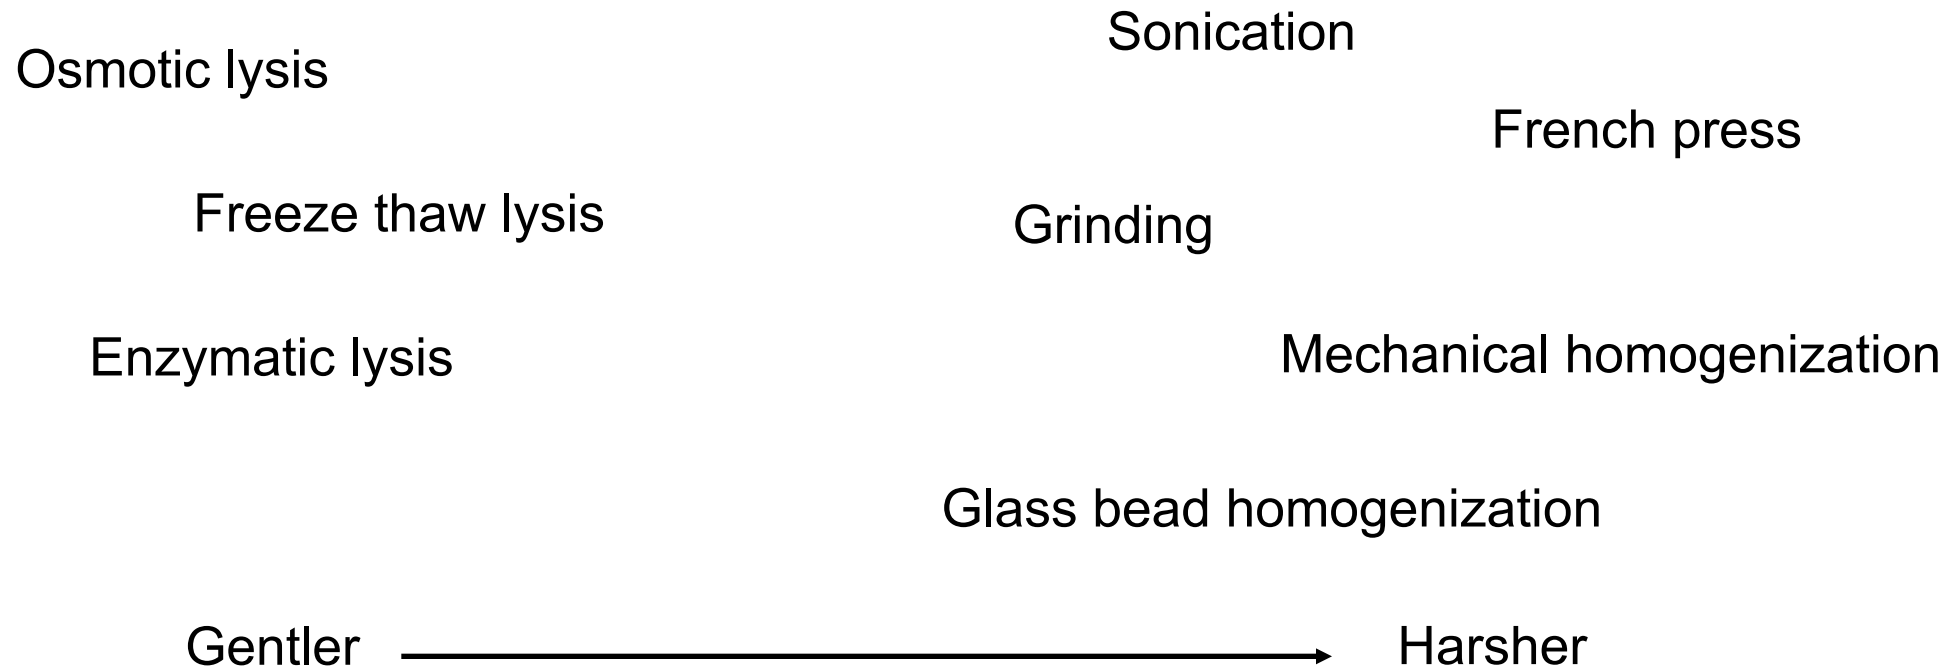 Sonication
Osmotic lysis
French press
Freeze thaw lysis
Grinding
Enzymatic lysis
Mechanical homogenization
Glass bead homogenization
Gentler
Harsher